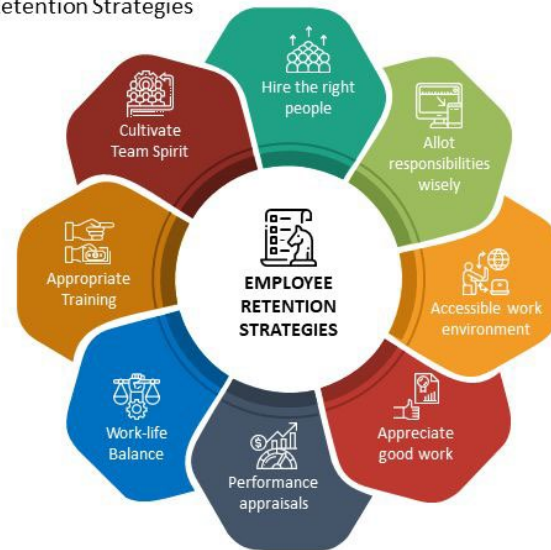 Retention Strategies
Hire the right
people
Allot
responsibilities
wisely
Accessible work
environment
Appreciate
good work
Performance
appraisals
Work-life
Balance
Appropriate
Training
Cultivate
Team Spirit
EMPLOYEE
RETENTION
STRATEGIES